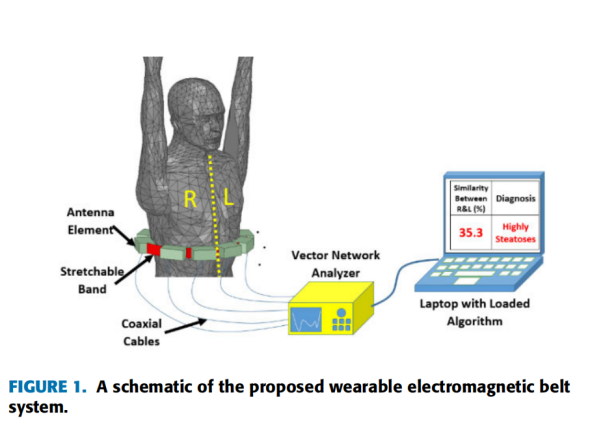 R
L
Antenna
Element
Stretchable
Band
Coaxial
Cables
Vector Network
Analyzer
Similarity
Between
R&L (%)
Diagnosis
35.3
Highly
Steatoses
Laptop with Loaded
Algorithm
FIGURE 1. A schematic of the proposed wearable electromagnetic belt
system.